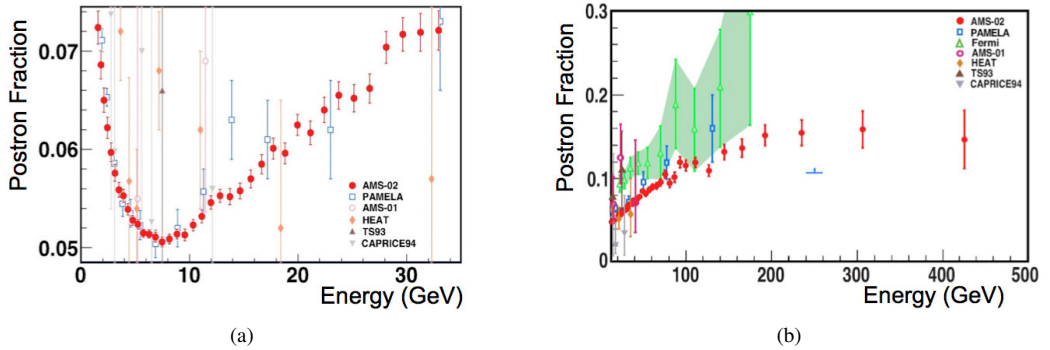 Postron Fraction
0.07
0.06
0.05
AMS-02
PAMELA
AMS-01
HEAT
TS93
CAPRICE94
0 10 20 30
Energy (GeV)
(a)
Postron Fraction
0.3
0.2
0.1
0
AMS-02
PAMELA
Fermi
AMS-01
HEAT
TS93
CAPRICE94
100 200 300 400 500
Energy (GeV)
(b)